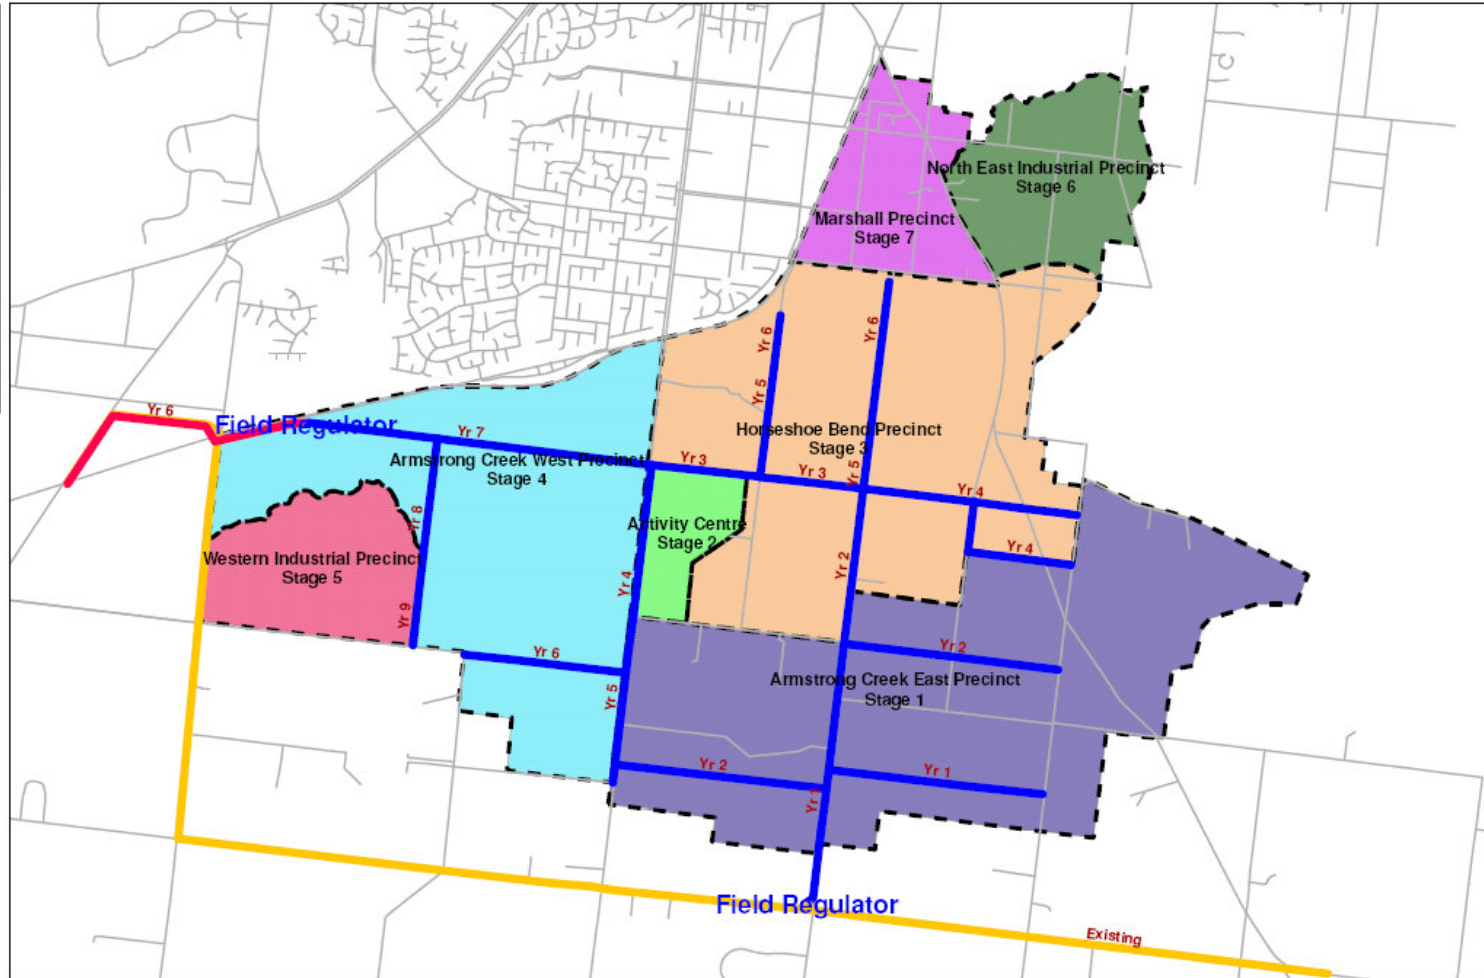 North East Industrial Precinct
Stage 6
Marshall Precinct
Stage 7
Yr 6
Yr 6
Yr 5
Yr 6
Field Regulator
Yr 7
Horseshoe Bend Precinct
Stage 3
Armstrong Creek West Precinct
Stage 4
Yr 3
Yr 3
Yr 5
Yr 4
Yr 8
Activity Centre
Stage 2
Yr 4
Western Industrial Precinct
Stage 5
Yr 2
Yr 4
Yr 9
Yr 6
Yr 2
Armstrong Creek East Precinct
Stage 1
Yr 5
Yr 2
Yr 1
Yr 1
Field Regulator
Existing